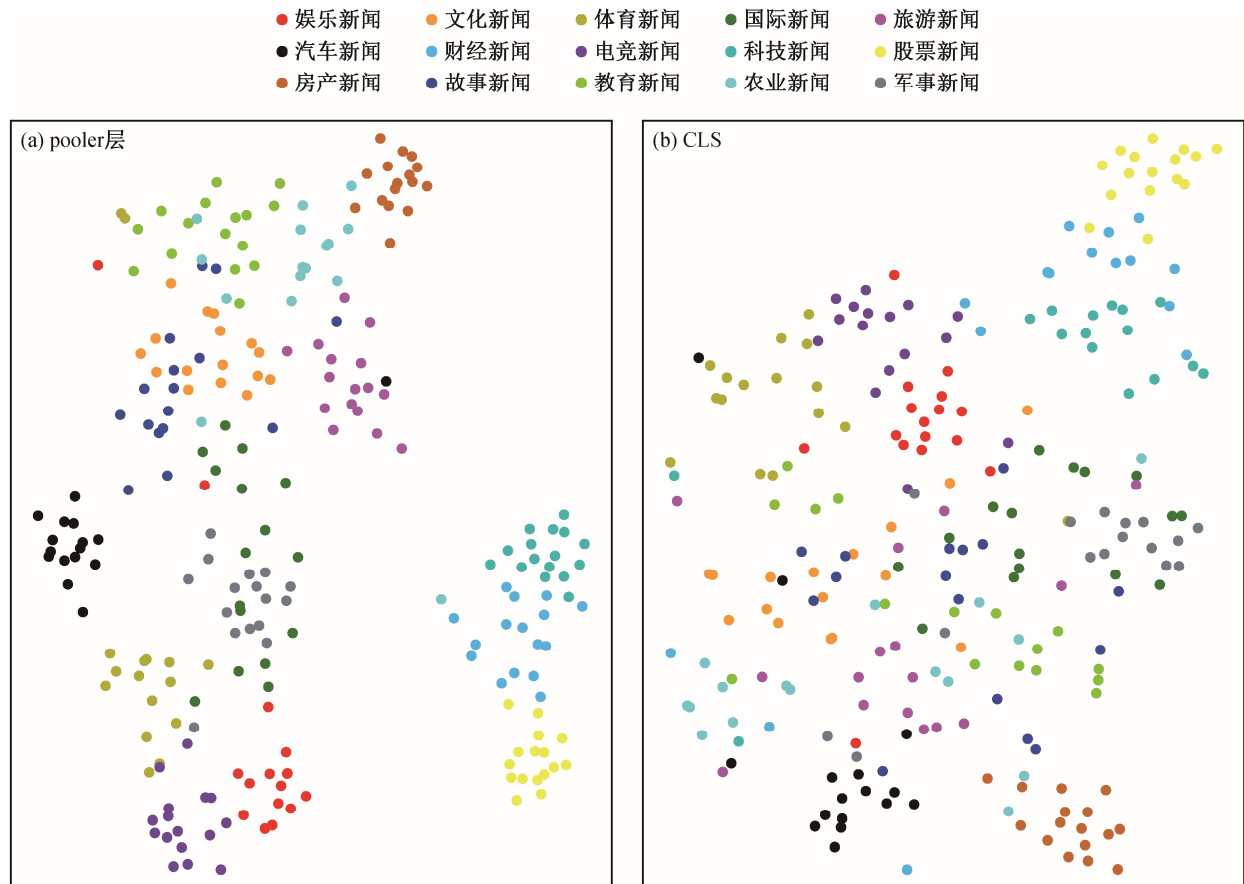 娱乐新闻 文化新闻 体育新闻 国际新闻 旅游新闻
汽车新闻 财经新闻 电竞新闻 科技新闻 股票新闻
房产新闻 故事新闻 教育新闻 农业新闻 军事新闻
(a) pooler层
(b) CLS